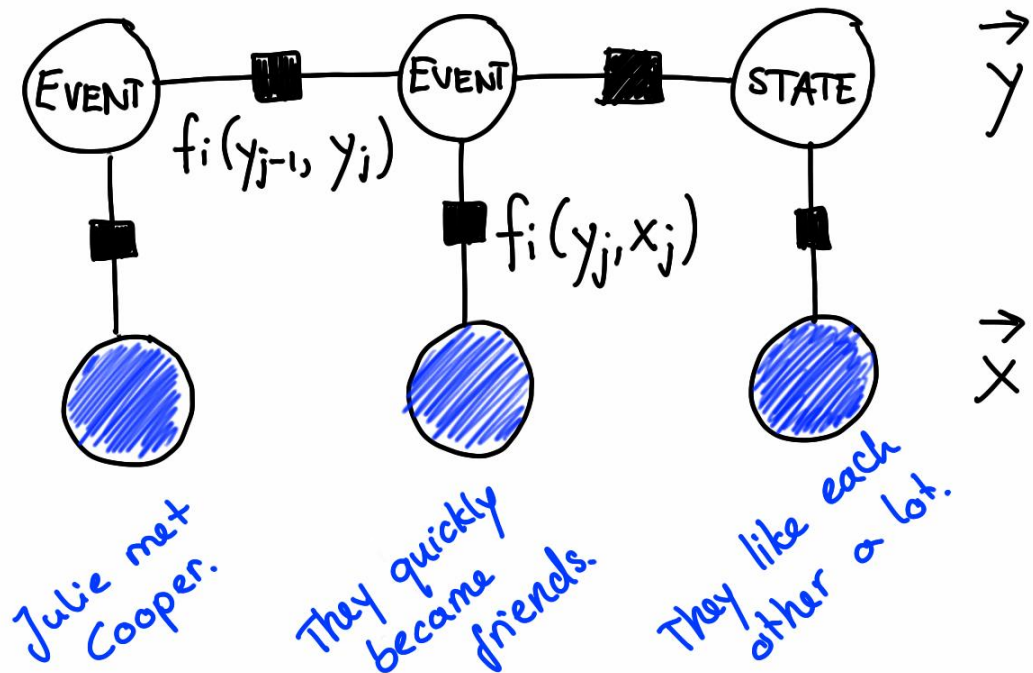 EVENT EVENT STATE
y
fi(yj-1, yj)
fi(yj, xj)
x
Julie met
Cooper.
They quickly
became
friends.
They like each
other a lot.